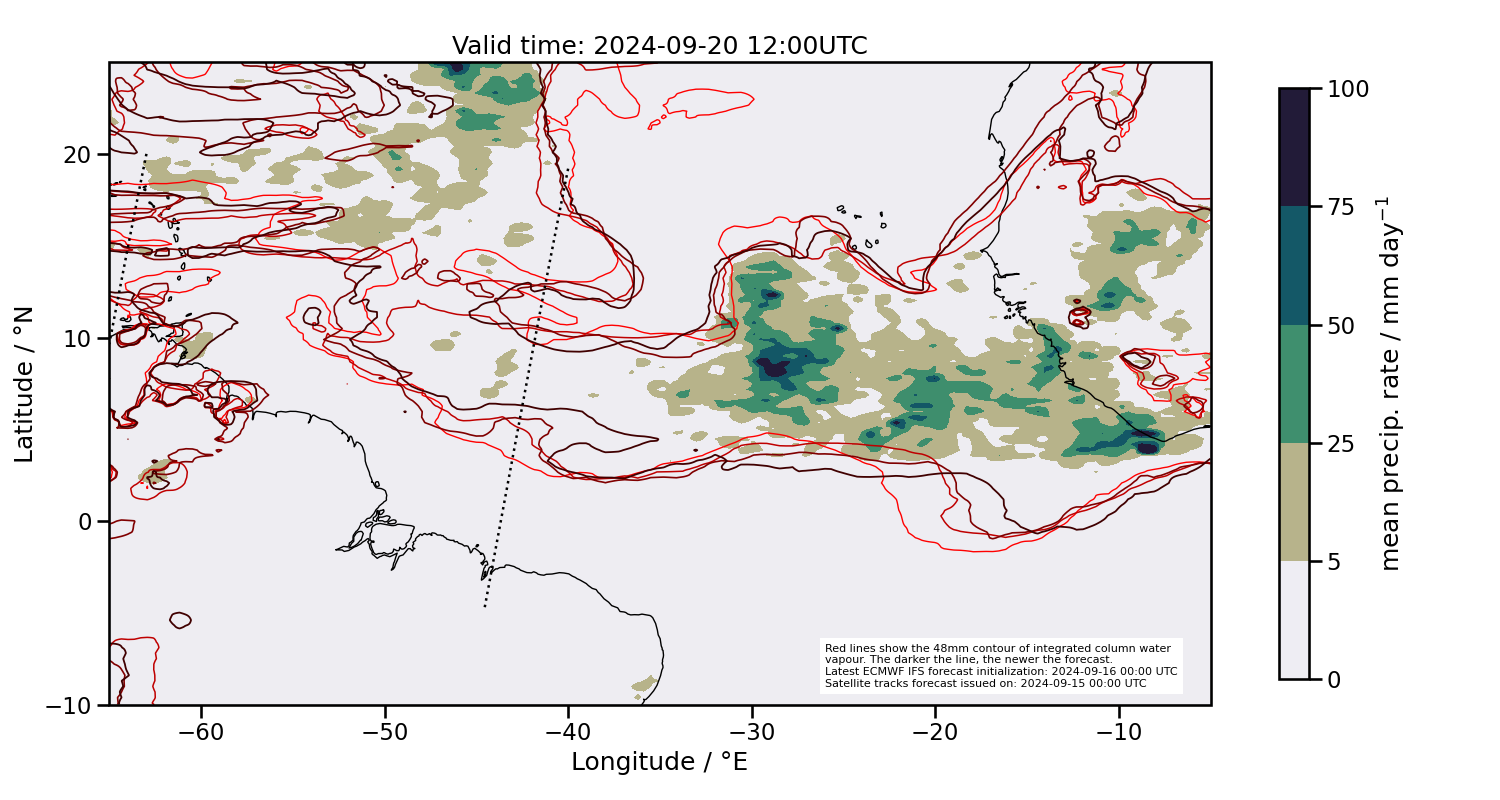 Valid time: 2024-09-20 12:00UTC
20
10
0
−10
Latitude / °N
−60
−50
−40
−30
−20
−10
Longitude / °E
100
75
50
25
5
0
mean precip. rate / mm day⁻¹
Red lines show the 48mm contour of integrated column water
vapour. The darker the line, the newer the forecast.
Latest ECMWF IFS forecast initialization: 2024-09-16 00:00 UTC
Satellite tracks forecast issued on: 2024-09-15 00:00 UTC